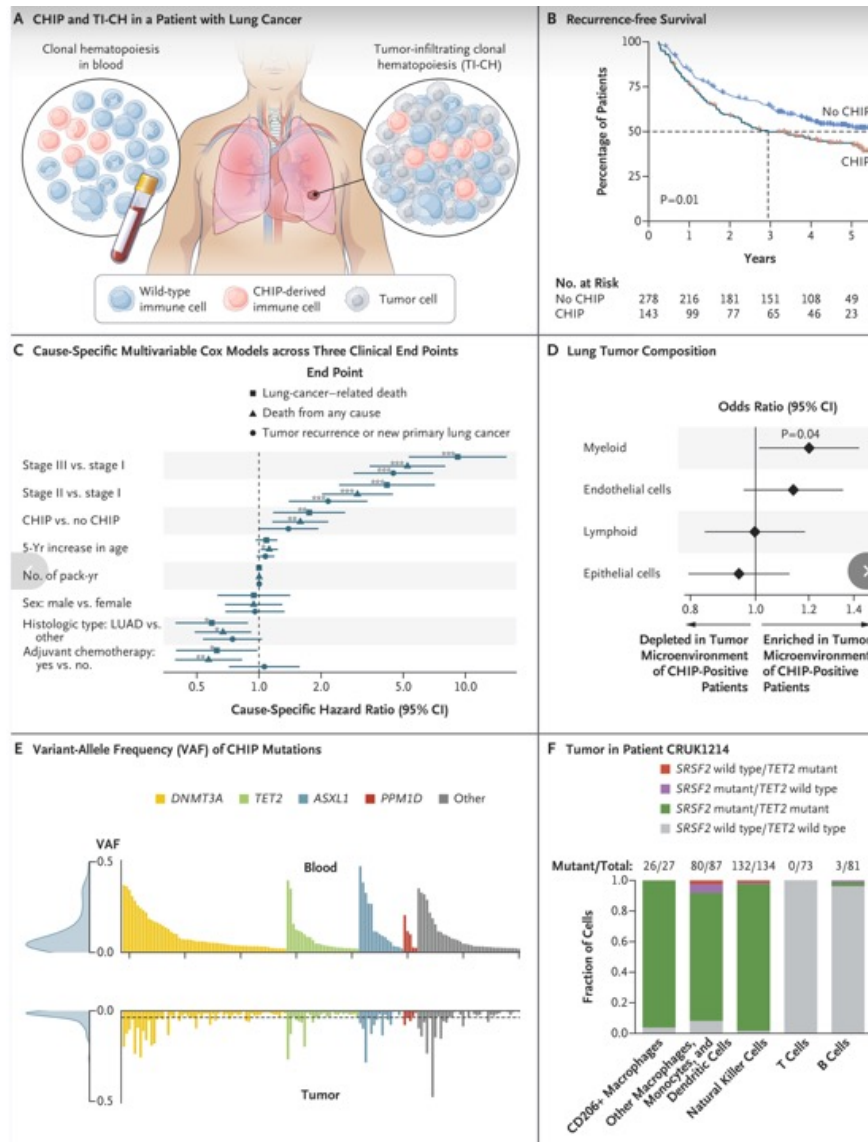 A CHIP and TI-CH in a Patient with Lung Cancer
Clonal hematopoiesis
in blood
Tumor-infiltrating clonal
hematopoiesis (TI-CH)
Wild-type
immune cell
CHIP-derived
immune cell
Tumor cell
B Recurrence-free Survival
Percentage of Patients
100
75
50
25
0
No CHIP
CHIP
P=0.01
0 1 2 3 4 5
Years
No. at Risk
No CHIP 278 216 181 151 108 49
CHIP 143 99 77 65 46 23
C Cause-Specific Multivariable Cox Models across Three Clinical End Points
End Point
Lung-cancer–related death
Death from any cause
Tumor recurrence or new primary lung cancer
Stage III vs. stage I
***
***
***
Stage II vs. stage I
***
***
***
CHIP vs. no CHIP
**
**
5-Yr increase in age
*
No. of pack-yr
Sex: male vs. female
Histologic type: LUAD vs.
other
*
*
Adjuvant chemotherapy:
yes vs. no.
*
**
0.5 1.0 2.0 5.0 10.0
Cause-Specific Hazard Ratio (95% CI)
D Lung Tumor Composition
Odds Ratio (95% CI)
P=0.04
Myeloid
Endothelial cells
Lymphoid
Epithelial cells
0.8 1.0 1.2 1.4
Depleted in Tumor
Microenvironment
of CHIP-Positive
Patients
Enriched in Tumor
Microenvironment
of CHIP-Positive
Patients
E Variant-Allele Frequency (VAF) of CHIP Mutations
DNMT3A TET2 ASXL1 PPM1D Other
VAF
0.5
0.0
Blood
0.0
0.5
Tumor
F Tumor in Patient CRUK1214
SRSF2 wild type/TET2 mutant
SRSF2 mutant/TET2 wild type
SRSF2 mutant/TET2 mutant
SRSF2 wild type/TET2 wild type
Mutant/Total: 26/27 80/87 132/134 0/73 3/81
Fraction of Cells
1.0
0.8
0.6
0.4
0.2
0.0
CD206+ Macrophages
Other Macrophages,
Monocytes, and
Dendritic Cells
Natural Killer Cells
T Cells
B Cells